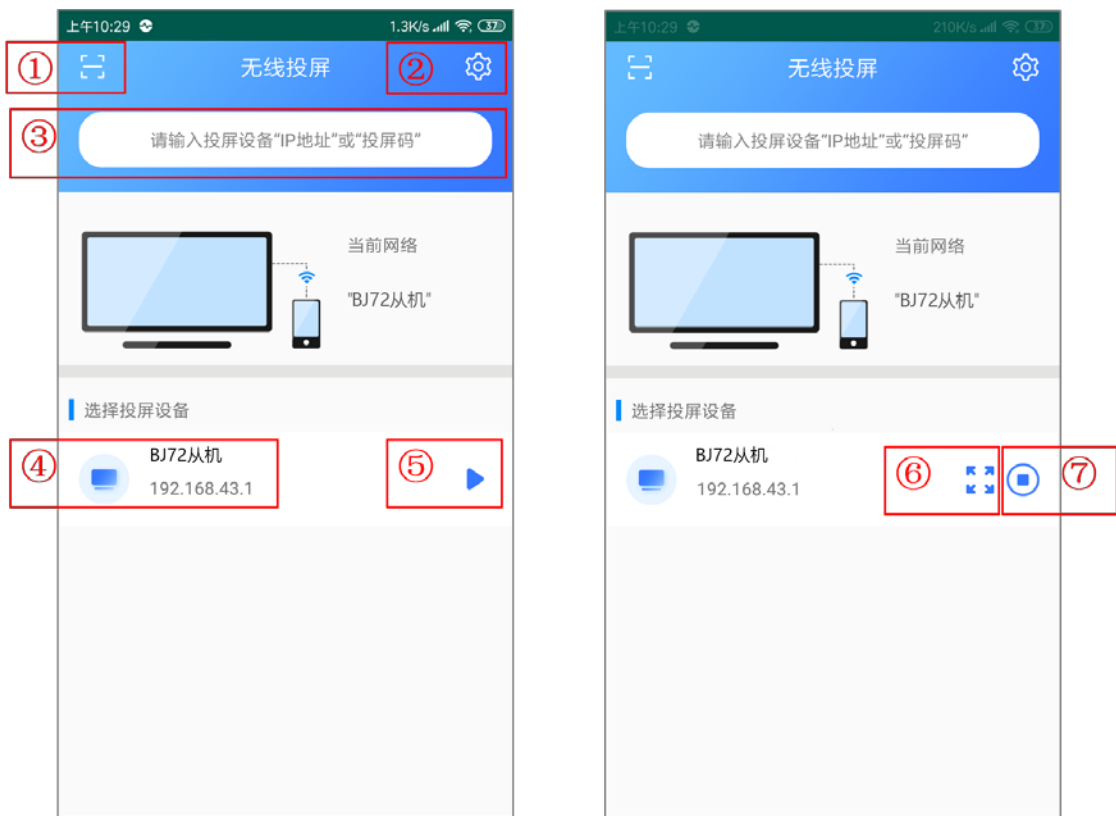 上午10:29
1.3K/s
37
① 无线投屏 ②
③ 请输入投屏设备“IP地址”或“投屏码”
当前网络
"BJ72从机"
选择投屏设备
④ BJ72从机 ⑤
192.168.43.1
上午10:29
210K/s
37
无线投屏
请输入投屏设备“IP地址”或“投屏码”
当前网络
"BJ72从机"
选择投屏设备
BJ72从机 ⑥ ⑦
192.168.43.1